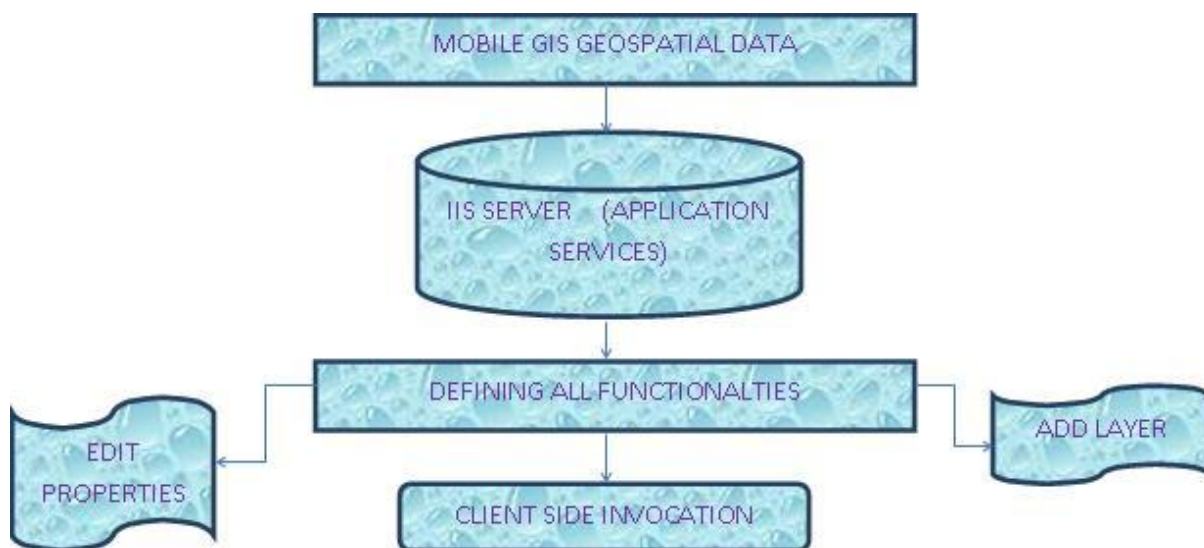 MOBILE GIS GEOSPATIAL DATA
IIS SERVER (APPLICATION
SERVICES)
DEFINING ALL FUNCTIONALTIES
EDIT
PROPERTIES
ADD LAYER
CLIENT SIDE INVOCATION